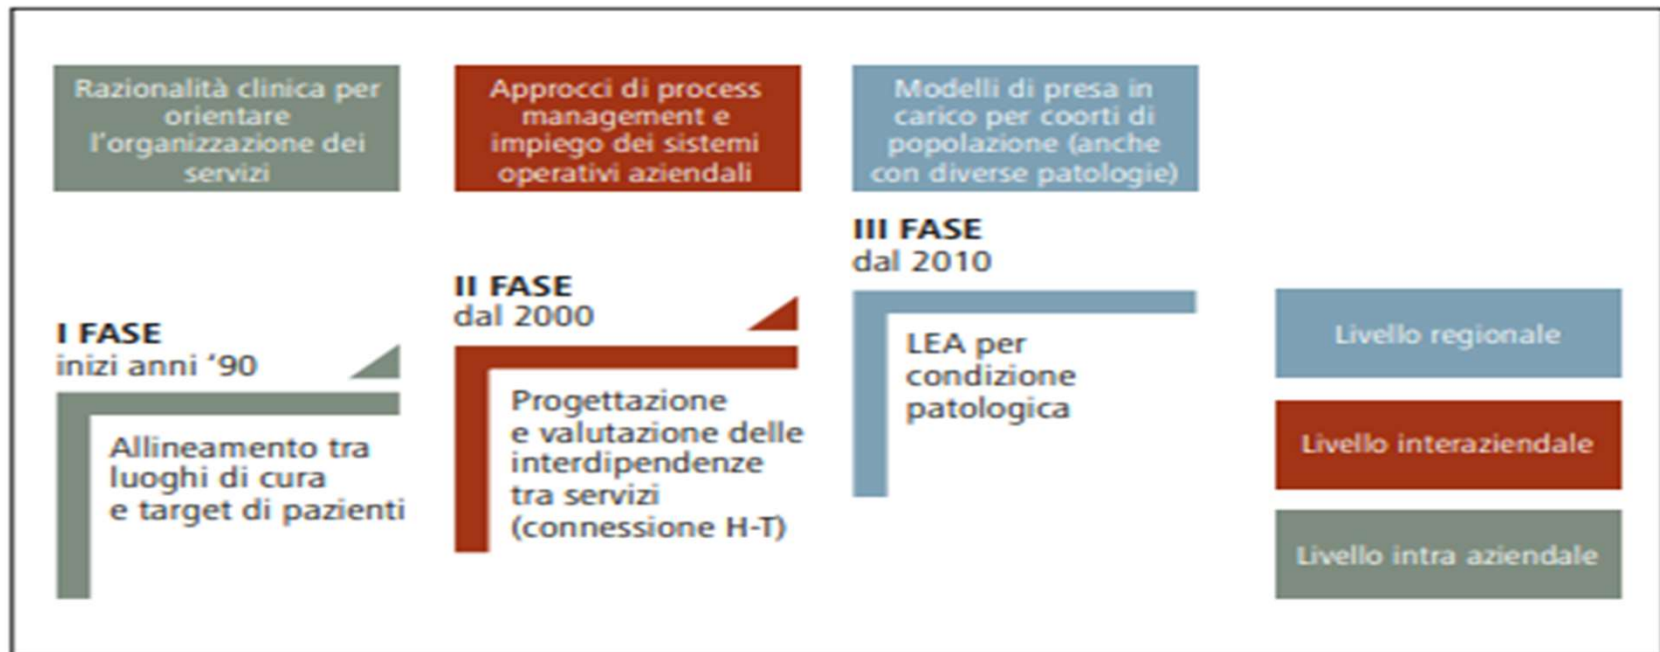 Razionalità clinica per
orientare
l'organizzazione dei
servizi
Approcci di process
management e
impiego dei sistemi
operativi aziendali
Modelli di presa in
carico per coorti di
popolazione (anche
con diverse patologie)
I FASE
inizi anni ‘90
Allineamento tra
luoghi di cura
e target di pazienti
II FASE
dal 2000
Progettazione
e valutazione delle
interdipendenze
tra servizi
(connessione H-T)
III FASE
dal 2010
LEA per
condizione
patologica
Livello regionale
Livello interaziendale
Livello intra aziendale